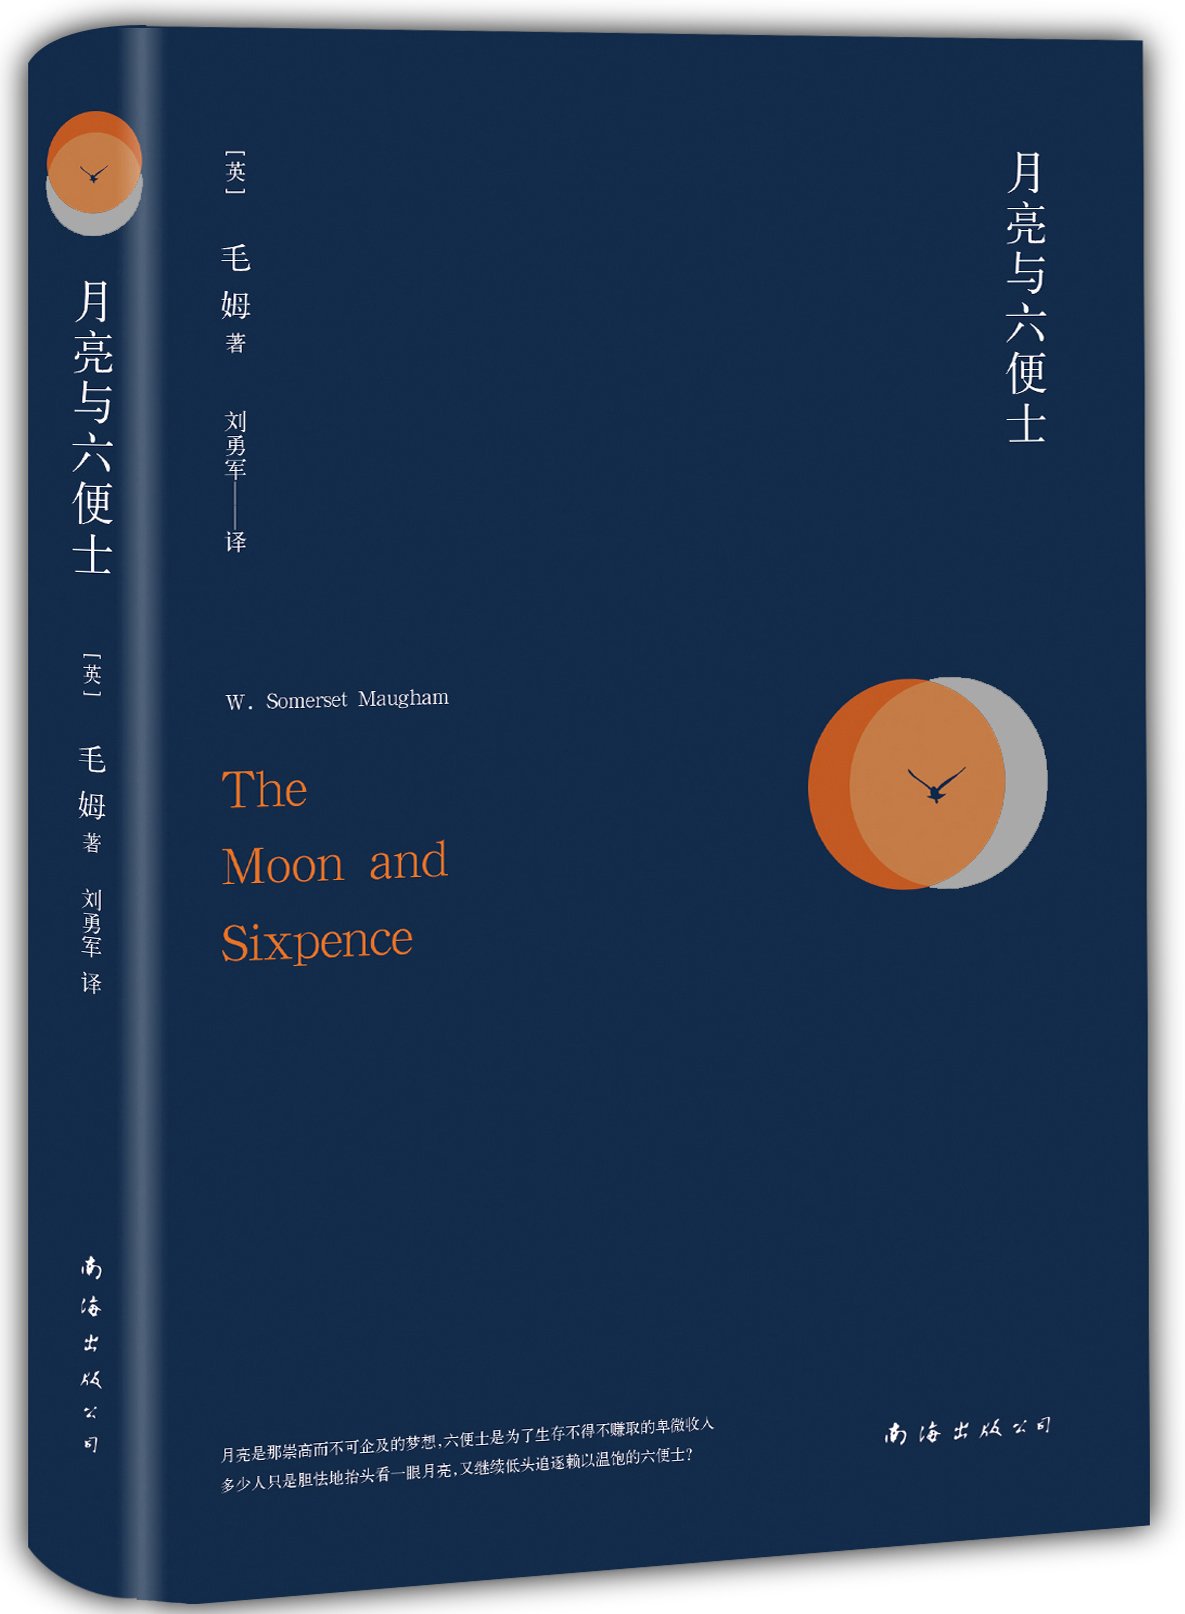 月亮与六便士
[英]
毛姆 著
刘勇军 译
南海出版公司
月亮与六便士
[英]
毛姆 著
刘勇军——译
W. Somerset Maugham
The
Moon and
Sixpence
月亮是那崇高而不可企及的梦想,六便士是为了生存不得不赚取的卑微收入
多少人只是胆怯地抬头看一眼月亮,又继续低头追逐赖以温饱的六便士?
南海出版公司